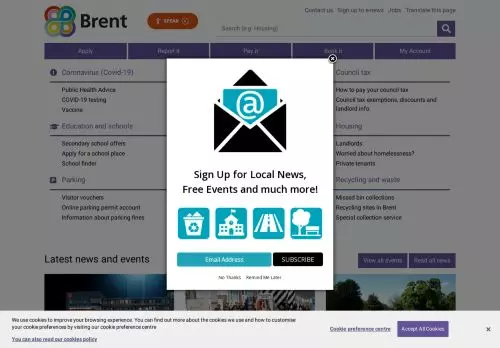 Brent
SPEAK
Contact us
Sign up to e-news
Jobs
Translate this page
Search (e.g. Housing)
Apply
Report it
Pay it
Book it
My Account
Coronavirus (Covid-19)
Public Health Advice
COVID-19 testing
Vaccine
Education and schools
Secondary school offers
Apply for a school place
School finder
Parking
Visitor vouchers
Online parking permit account
Information about parking fines
Council tax
How to pay your council tax
Council tax exemptions, discounts and
landlord info
Housing
Landlords
Worried about homelessness?
Private tenants
Recycling and waste
Missed bin collections
Recycling sites in Brent
Special collection service
@
Sign Up for Local News,
Free Events and much more!
Email Address
SUBSCRIBE
No Thanks
Remind Me Later
Latest news and events
View all events
Read all news
We use cookies to improve your browsing experience. You can find out more about the cookies we use and how to customise
your cookie preferences by visiting our cookie preference centre
You can also read our cookies policy
Cookie preference centre
Accept All Cookies